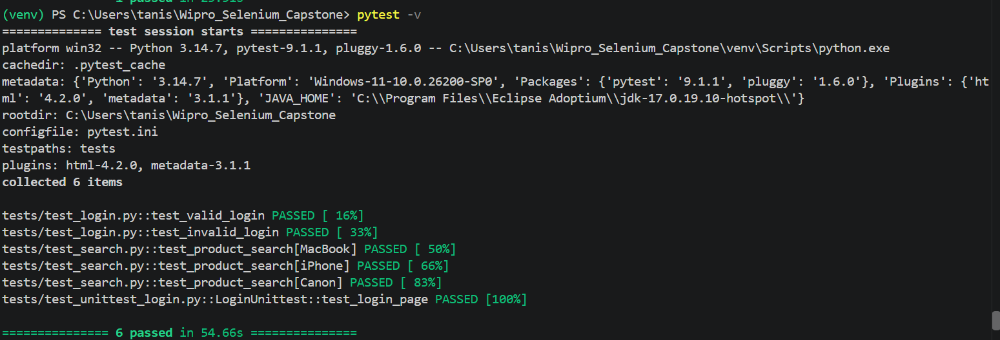 1 passed in 29.91s
(venv) PS C:\Users\tanis\Wipro_Selenium_Capstone> pytest -v
============== test session starts ===============
platform win32 -- Python 3.14.7, pytest-9.1.1, pluggy-1.6.0 -- C:\Users\tanis\Wipro_Selenium_Capstone\venv\Scripts\python.exe
cachedir: .pytest_cache
metadata: {'Python': '3.14.7', 'Platform': 'Windows-11-10.0.26200-SP0', 'Packages': {'pytest': '9.1.1', 'pluggy': '1.6.0'}, 'Plugins': {'ht
ml': '4.2.0', 'metadata': '3.1.1'}, 'JAVA_HOME': 'C:\\Program Files\\Eclipse Adoptium\\jdk-17.0.19.10-hotspot\\'}
rootdir: C:\Users\tanis\Wipro_Selenium_Capstone
configfile: pytest.ini
testpaths: tests
plugins: html-4.2.0, metadata-3.1.1
collected 6 items
tests/test_login.py::test_valid_login PASSED [ 16%]
tests/test_login.py::test_invalid_login PASSED [ 33%]
tests/test_search.py::test_product_search[MacBook] PASSED [ 50%]
tests/test_search.py::test_product_search[iPhone] PASSED [ 66%]
tests/test_search.py::test_product_search[Canon] PASSED [ 83%]
tests/test_unittest_login.py::LoginUnittest::test_login_page PASSED [100%]
=============== 6 passed in 54.66s ===============